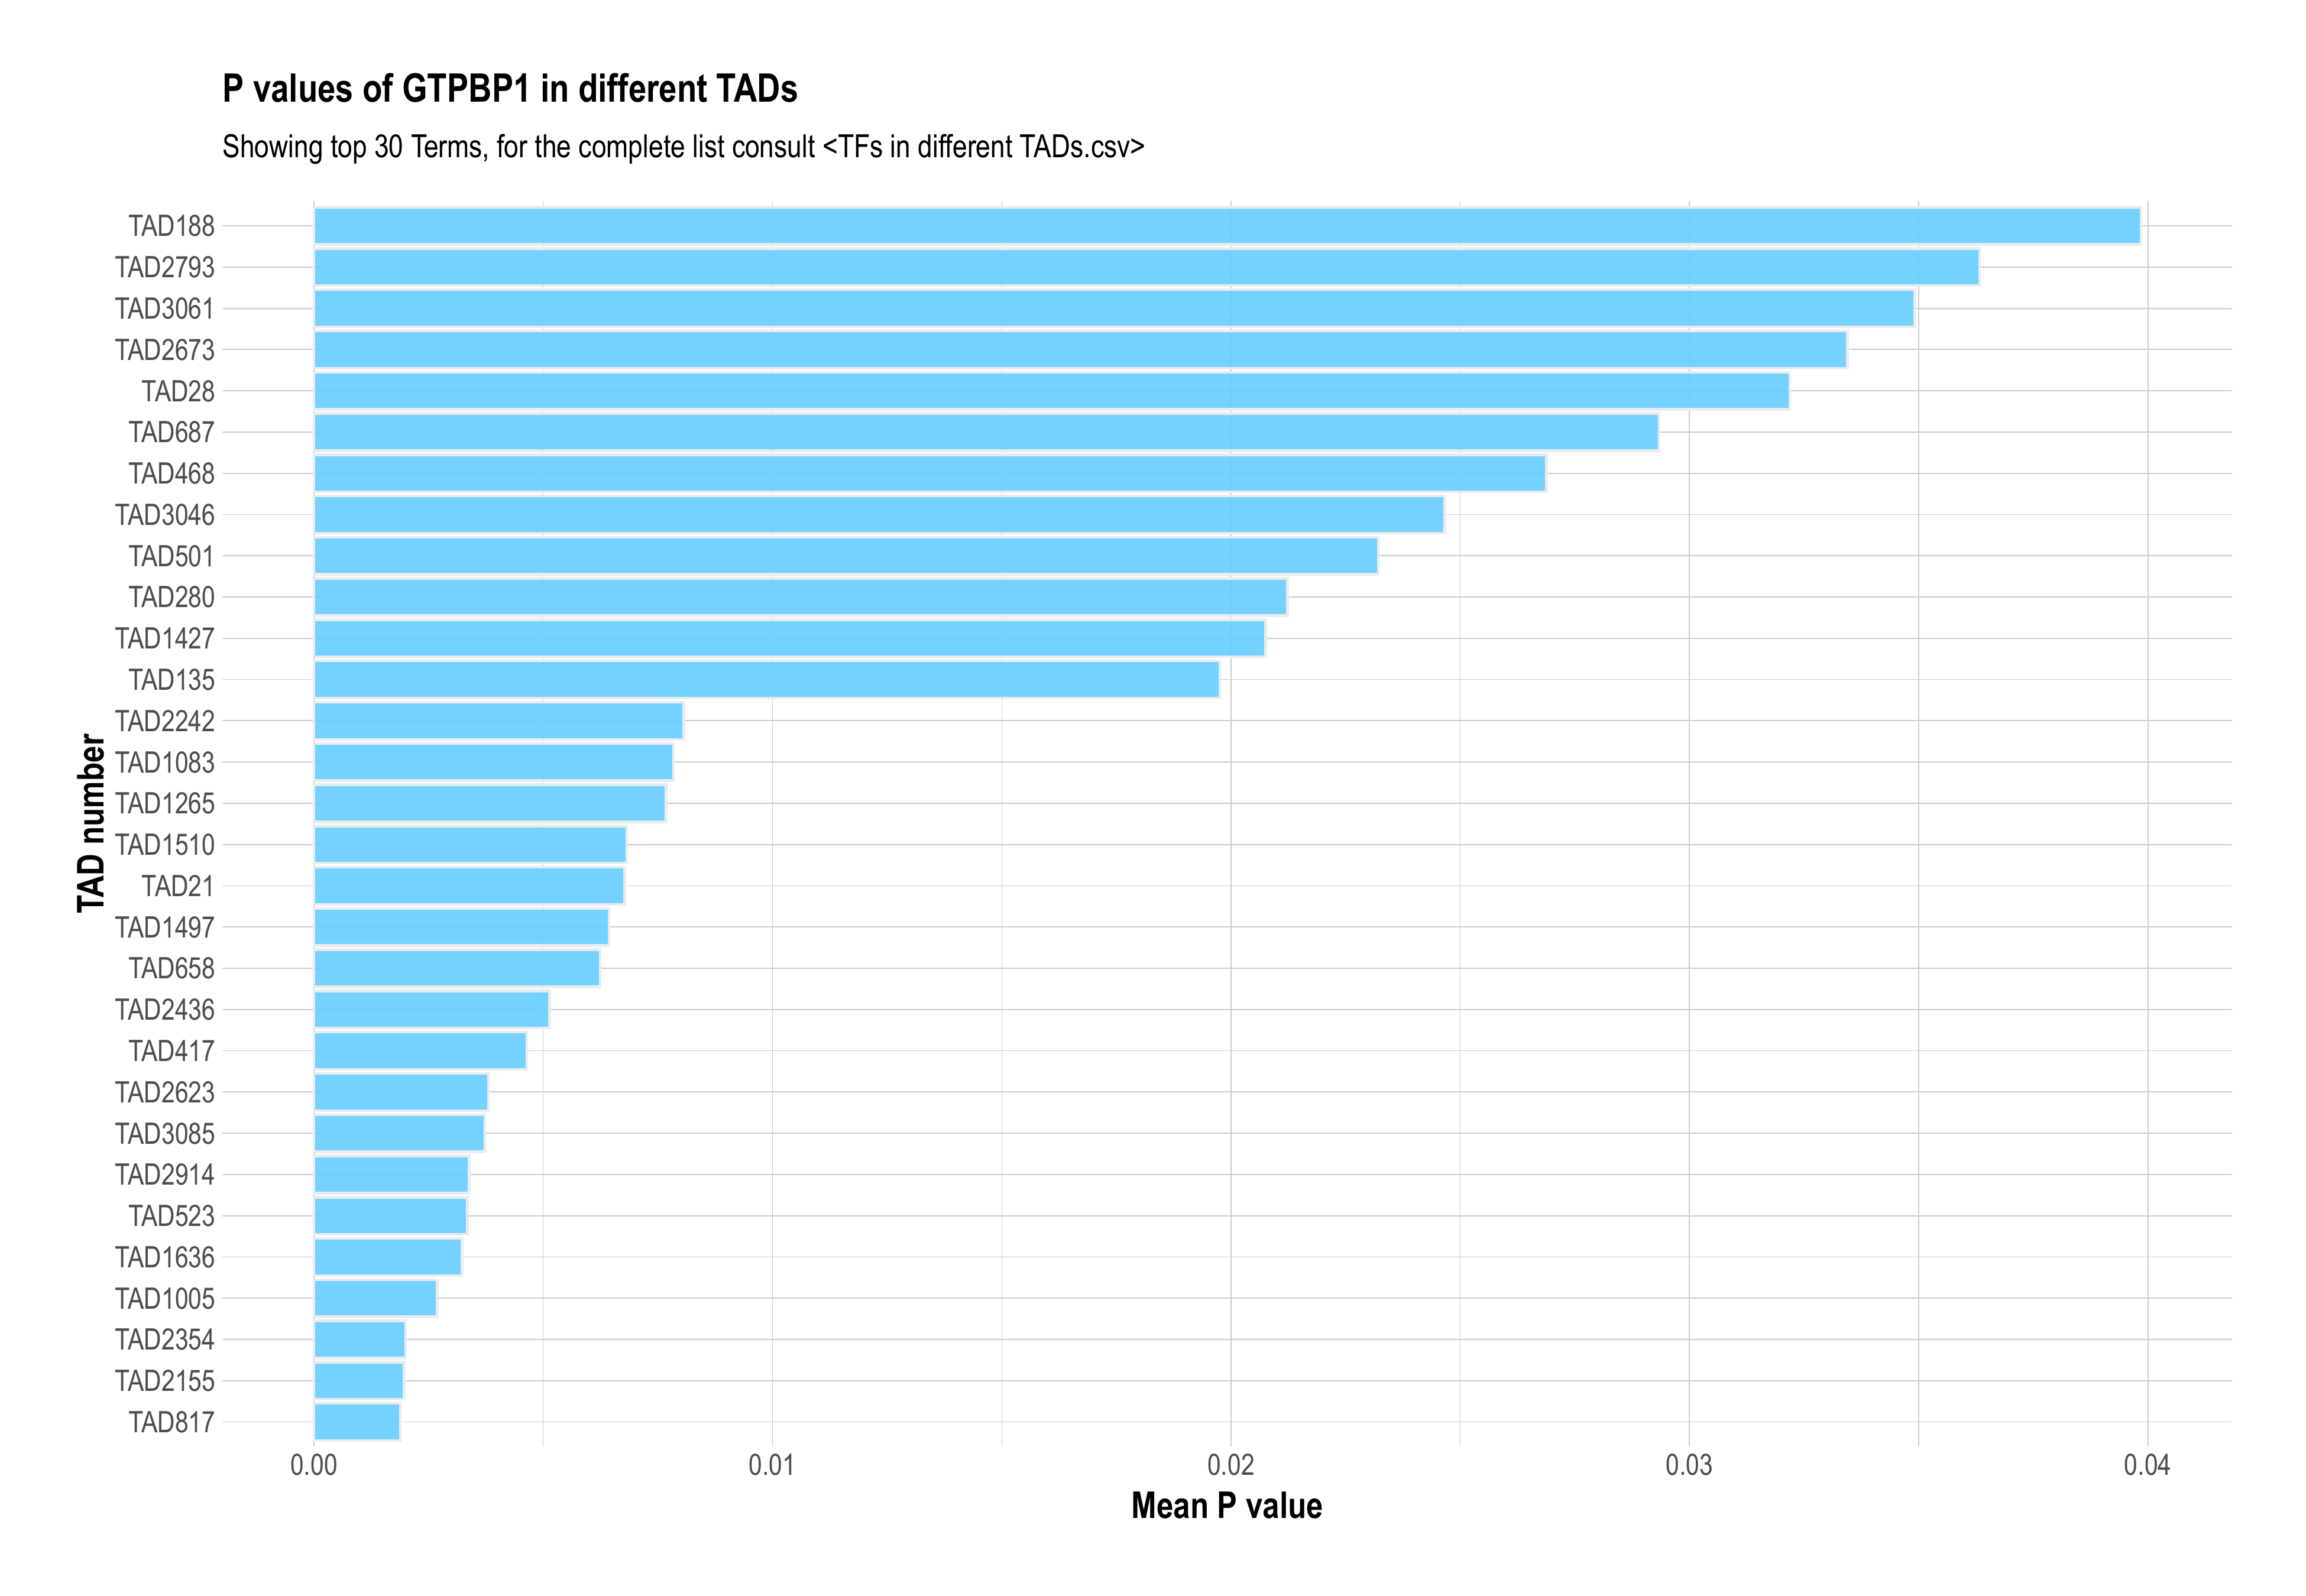 P values of GTPBP1 in different TADs
Showing top 30 Terms, for the complete list consult <TFs in different TADs.csv>
TAD number
TAD188
TAD2793
TAD3061
TAD2673
TAD28
TAD687
TAD468
TAD3046
TAD501
TAD280
TAD1427
TAD135
TAD2242
TAD1083
TAD1265
TAD1510
TAD21
TAD1497
TAD658
TAD2436
TAD417
TAD2623
TAD3085
TAD2914
TAD523
TAD1636
TAD1005
TAD2354
TAD2155
TAD817
0.00 0.01 0.02 0.03 0.04
Mean P value